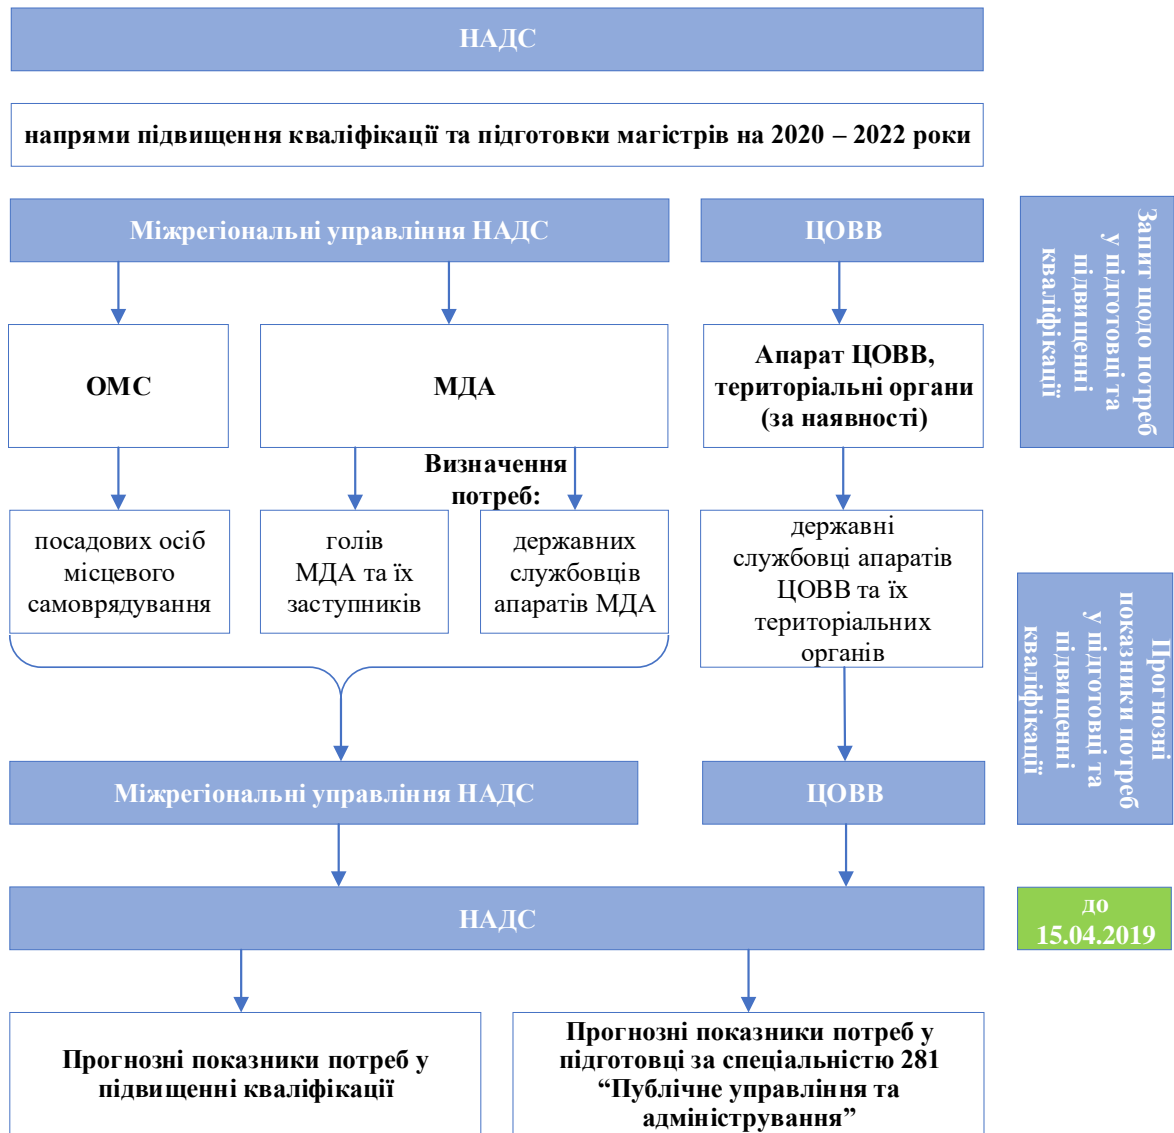 НАДС
напрями підвищення кваліфікації та підготовки магістрів на 2020 – 2022 роки
Міжрегіональні управління НАДС
ЦОВВ
Запит щодо потреб
у підготовці та
підвищенні
кваліфікації
ОМС
МДА
Апарат ЦОВВ,
територіальні органи
(за наявності)
Визначення
потреб:
посадових осіб
місцевого
самоврядування
голів
МДА та їх
заступників
державних
службовців
апаратів МДА
державні
службовці апаратів
ЦОВВ та їх
територіальних
органів
Прогнозні
показники потреб
у підготовці та
підвищенні
кваліфікації
Міжрегіональні управління НАДС
ЦОВВ
НАДС
до
15.04.2019
Прогнозні показники потреб у
підвищенні кваліфікації
Прогнозні показники потреб у
підготовці за спеціальністю 281
“Публічне управління та
адміністрування”